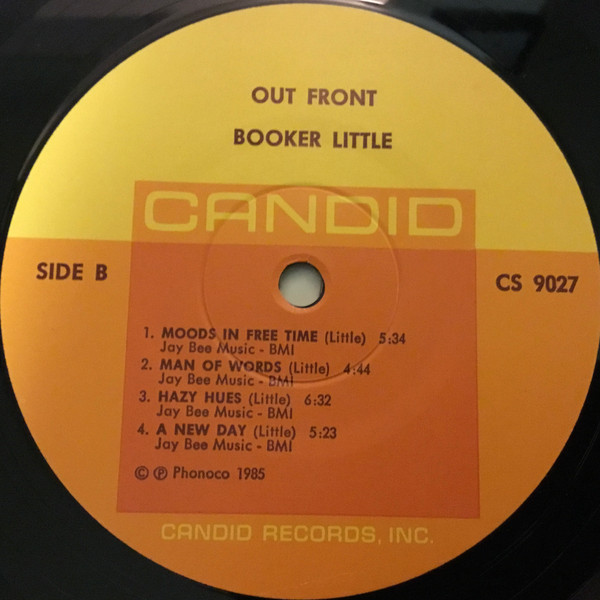 OUT FRONT
BOOKER LITTLE
CANDID
SIDE B
CS 9027
1. MOODS IN FREE TIME (Little) 5:34
Jay Bee Music - BMI
2. MAN OF WORDS (Little) 4:44
Jay Bee Music - BMI
3. HAZY HUES (Little) 6:32
Jay Bee Music - BMI
4. A NEW DAY (Little) 5:23
Jay Bee Music - BMI
© ℗ Phonoco 1985
CANDID RECORDS, INC.